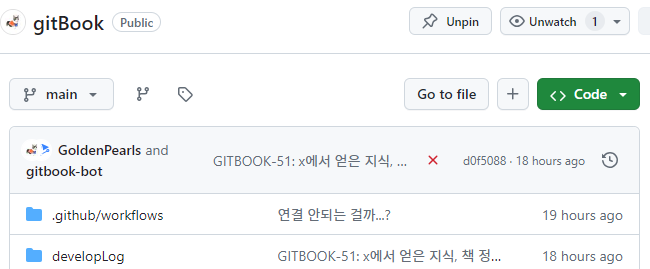 gitBook Public Unpin Unwatch 1
main Go to file Code
GoldenPearls and gitbook-bot GITBOOK-51: x에서 얻은 지식, ... d0f5088 · 18 hours ago
.github/workflows 연결 안되는 걸까...? 19 hours ago
developLog GITBOOK-51: x에서 얻은 지식, 책 정... 18 hours ago